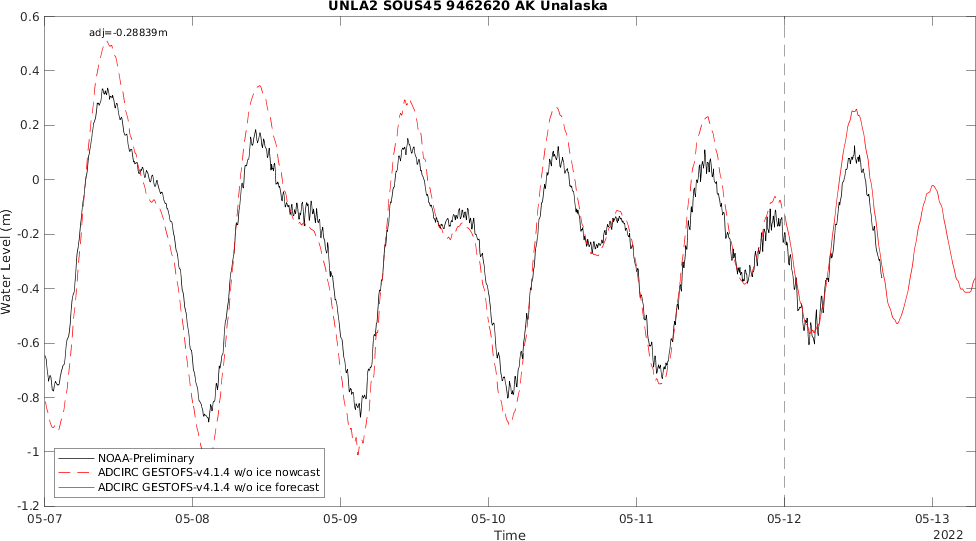 UNLA2 SOUS45 9462620 AK Unalaska
adj=-0.28839m
0.6
0.4
0.2
0
-0.2
-0.4
-0.6
-0.8
-1
-1.2
Water Level (m)
NOAA-Preliminary
ADCIRC GESTOFS-v4.1.4 w/o ice nowcast
ADCIRC GESTOFS-v4.1.4 w/o ice forecast
05-07 05-08 05-09 05-10 05-11 05-12 05-13
Time
2022